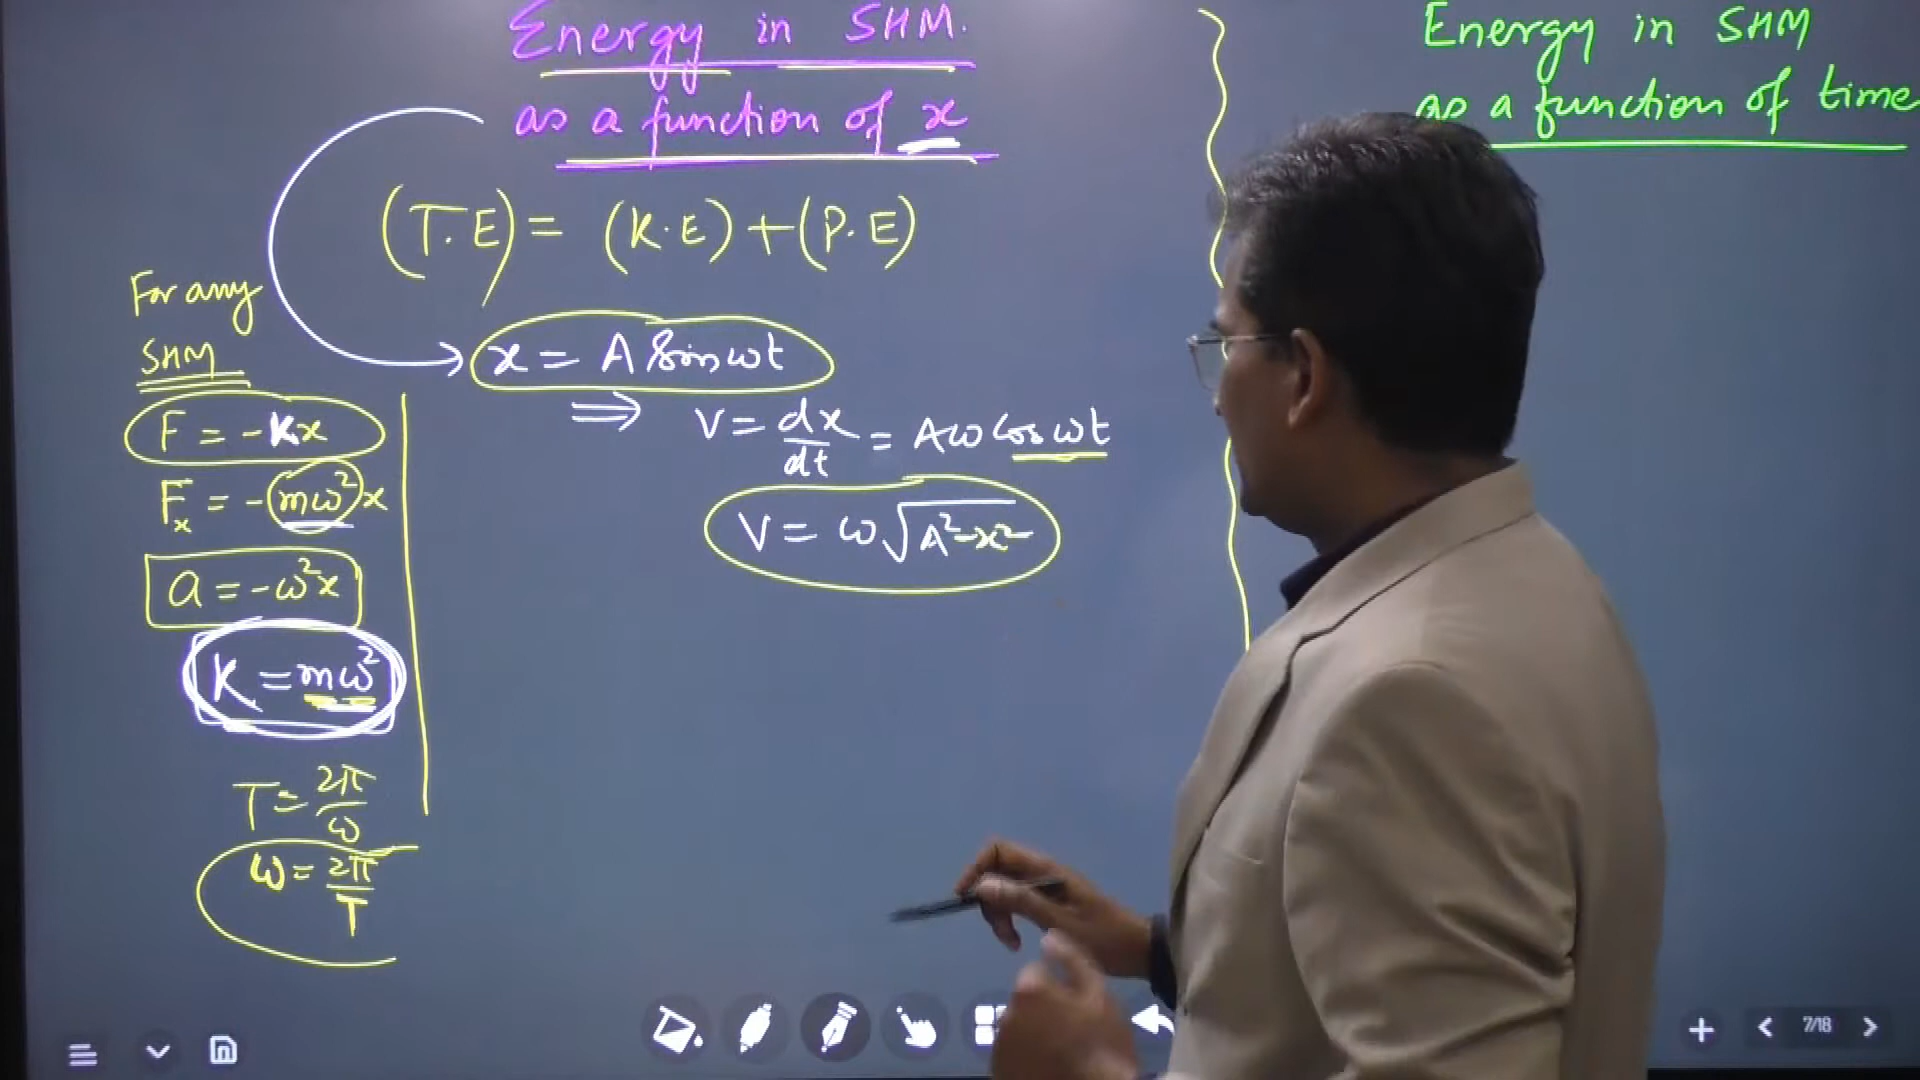 Energy in SHM.
as a function of x
(T.E) = (K.E) + (P.E)
x = A sin ωt
⇒ V = dx/dt = Aω cos ωt
V = ω√(A²-x²)
For any
SHM
F = -Kx
Fₓ = -mω²x
a = -ω²x
K = mω²
T = 2π/ω
ω = 2π/T
Energy in SHM
as a function of time
7/18